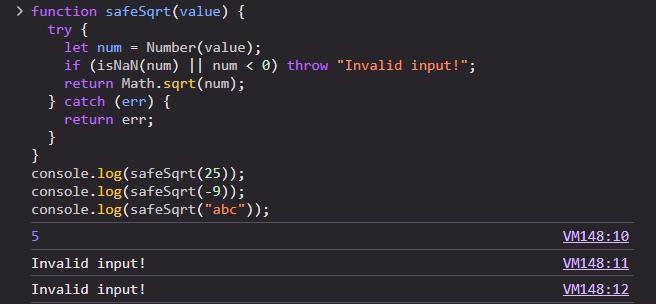 > function safeSqrt(value) {
  try {
    let num = Number(value);
    if (isNaN(num) || num < 0) throw "Invalid input!";
    return Math.sqrt(num);
  } catch (err) {
    return err;
  }
}
console.log(safeSqrt(25));
console.log(safeSqrt(-9));
console.log(safeSqrt("abc"));
5 VM148:10
Invalid input! VM148:11
Invalid input! VM148:12